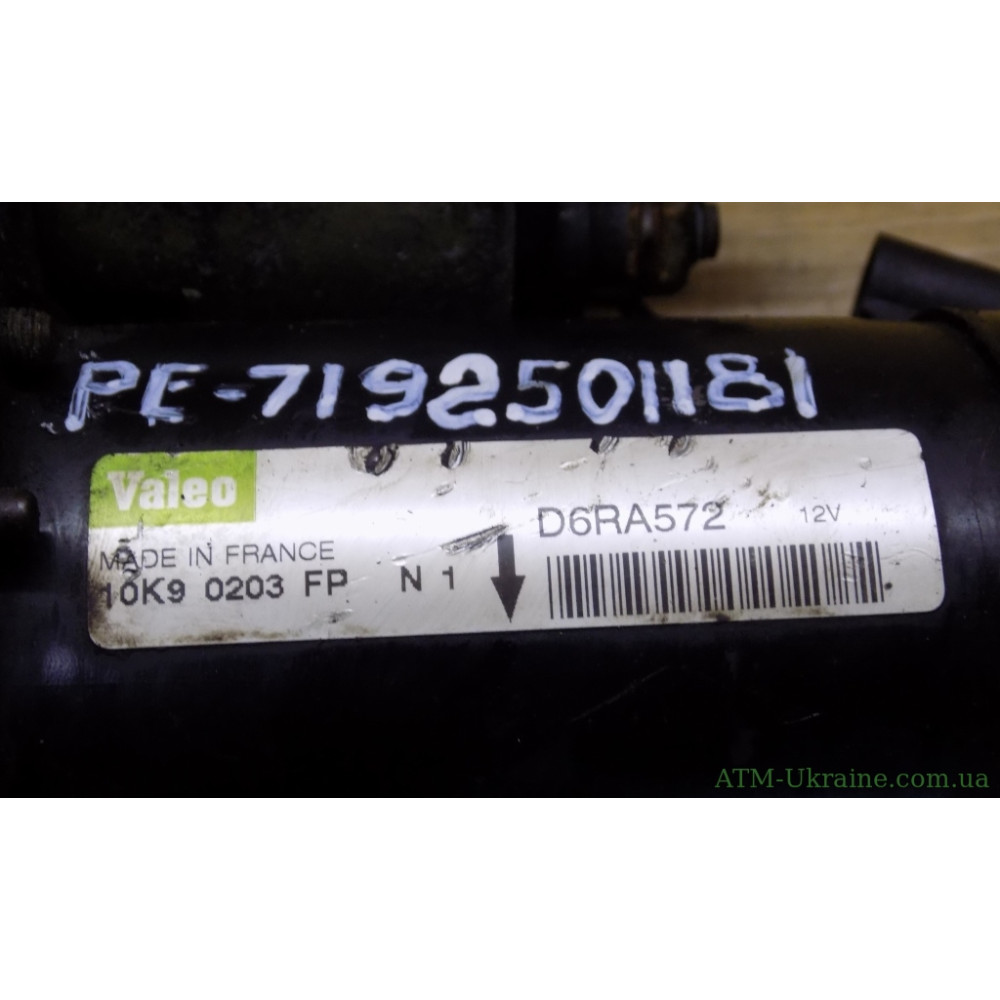 PE-7192501181
Valeo
D6RA572 12V
MADE IN FRANCE
10K9 0203 FP N 1
ATM-Ukraine.com.ua